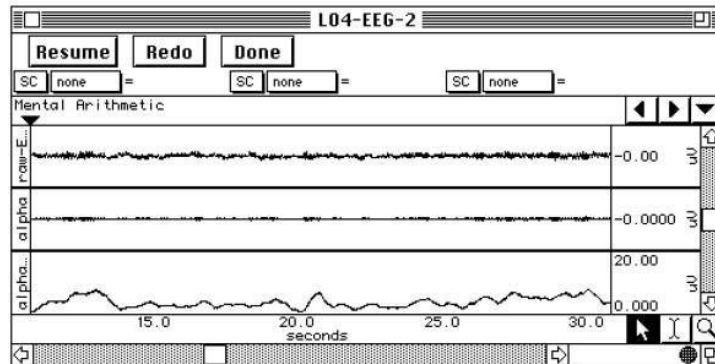 L04-EEG-2
Resume Redo Done
SC none = SC none = SC none =
Mental Arithmetic
raw-E… -0.00
alpha -0.0000
alpha… 20.00
0.000
15.0 20.0 25.0 30.0
seconds